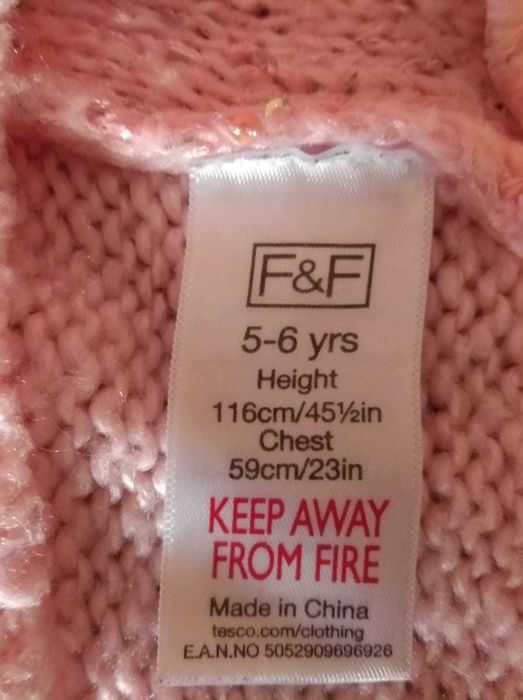 F&F
5-6 yrs
Height
116cm/45½in
Chest
59cm/23in
KEEP AWAY
FROM FIRE
Made in China
tesco.com/clothing
E.A.N.NO 5052909696926